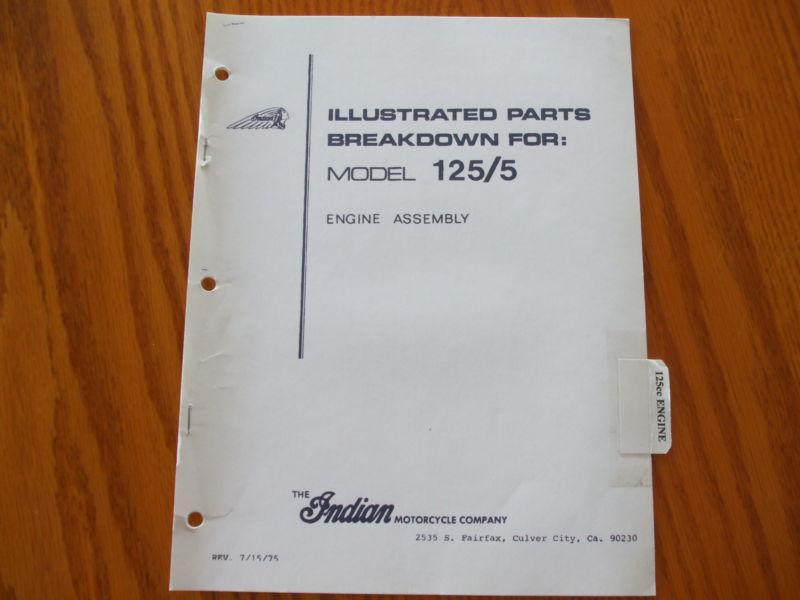 Indian
ILLUSTRATED PARTS
BREAKDOWN FOR:
MODEL 125/5
ENGINE ASSEMBLY
125cc ENGINE
THE Indian MOTORCYCLE COMPANY
2535 S. Fairfax, Culver City, Ca. 90230
REV. 7/15/75